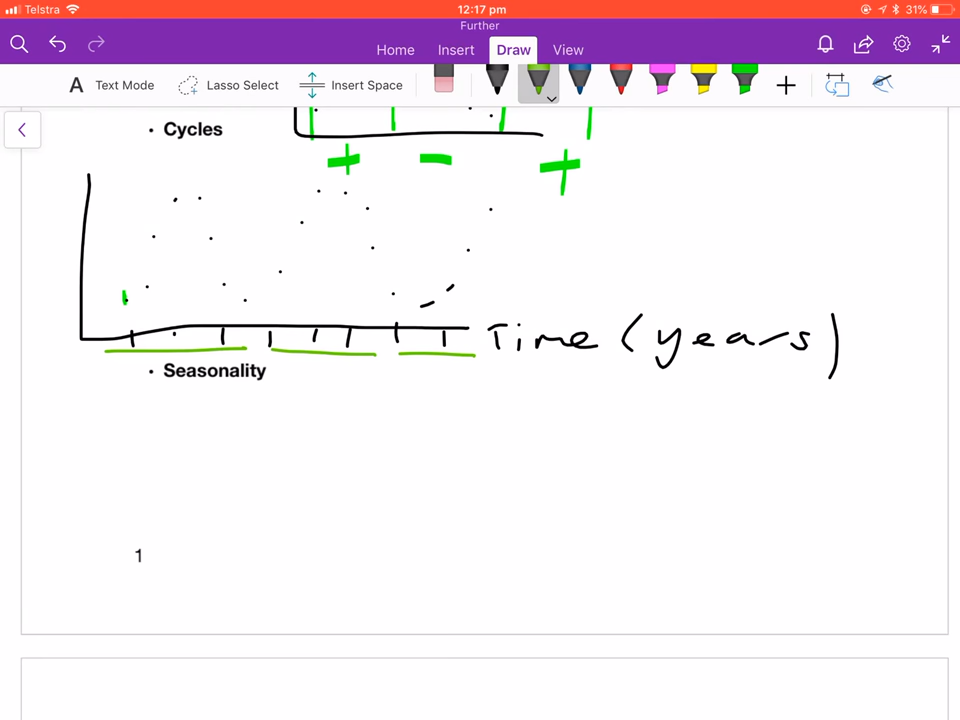 Telstra 12:17 pm 31%
Further
Home Insert Draw View
A Text Mode Lasso Select Insert Space
• Cycles
+ - +
Time (years)
• Seasonality
1